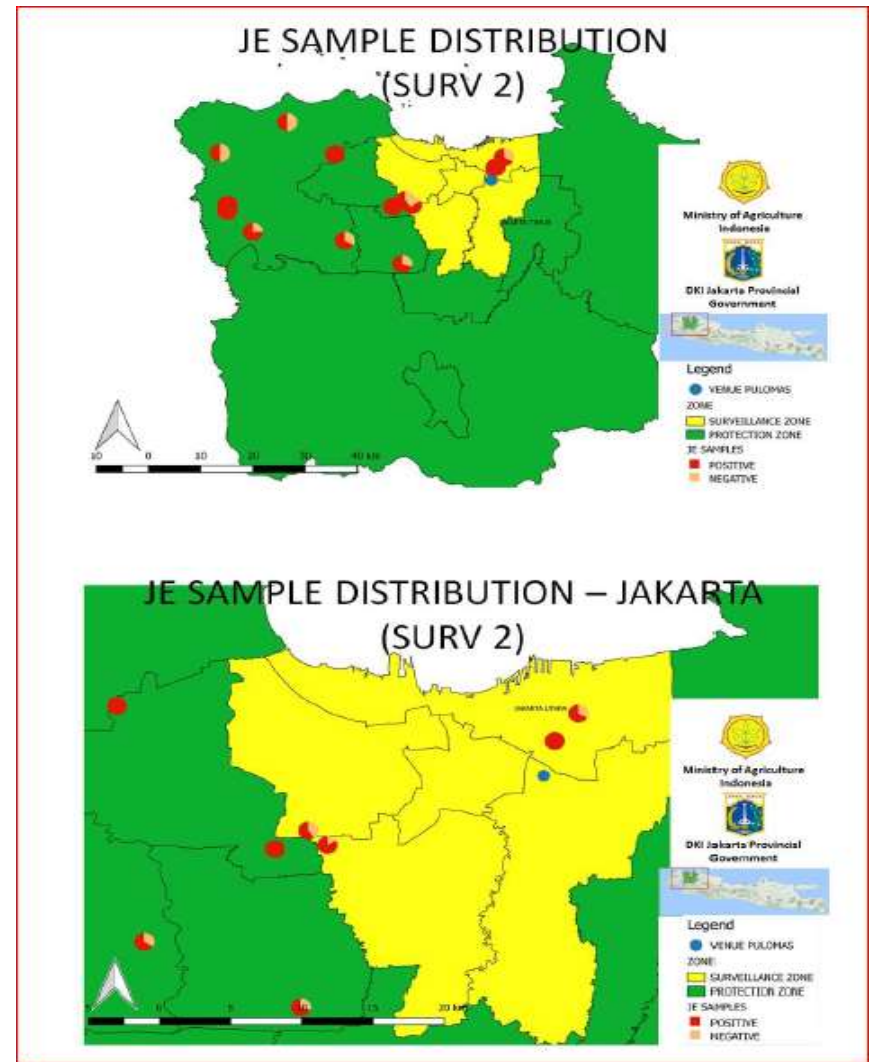 JE SAMPLE DISTRIBUTION
(SURV 2)
Ministry of Agriculture
Indonesia
DKI Jakarta Provincial
Government
Legend
VENUE PULOMAS
ZONE
SURVEILLANCE ZONE
PROTECTION ZONE
JE SAMPLES
POSITIVE
NEGATIVE
10 0 10 20 30 40 km
JE SAMPLE DISTRIBUTION – JAKARTA
(SURV 2)
JAKARTA UTARA
Ministry of Agriculture
Indonesia
DKI Jakarta Provincial
Government
Legend
VENUE PULOMAS
ZONE
SURVEILLANCE ZONE
PROTECTION ZONE
JE SAMPLES
POSITIVE
NEGATIVE
5 0 5 10 15 20 km